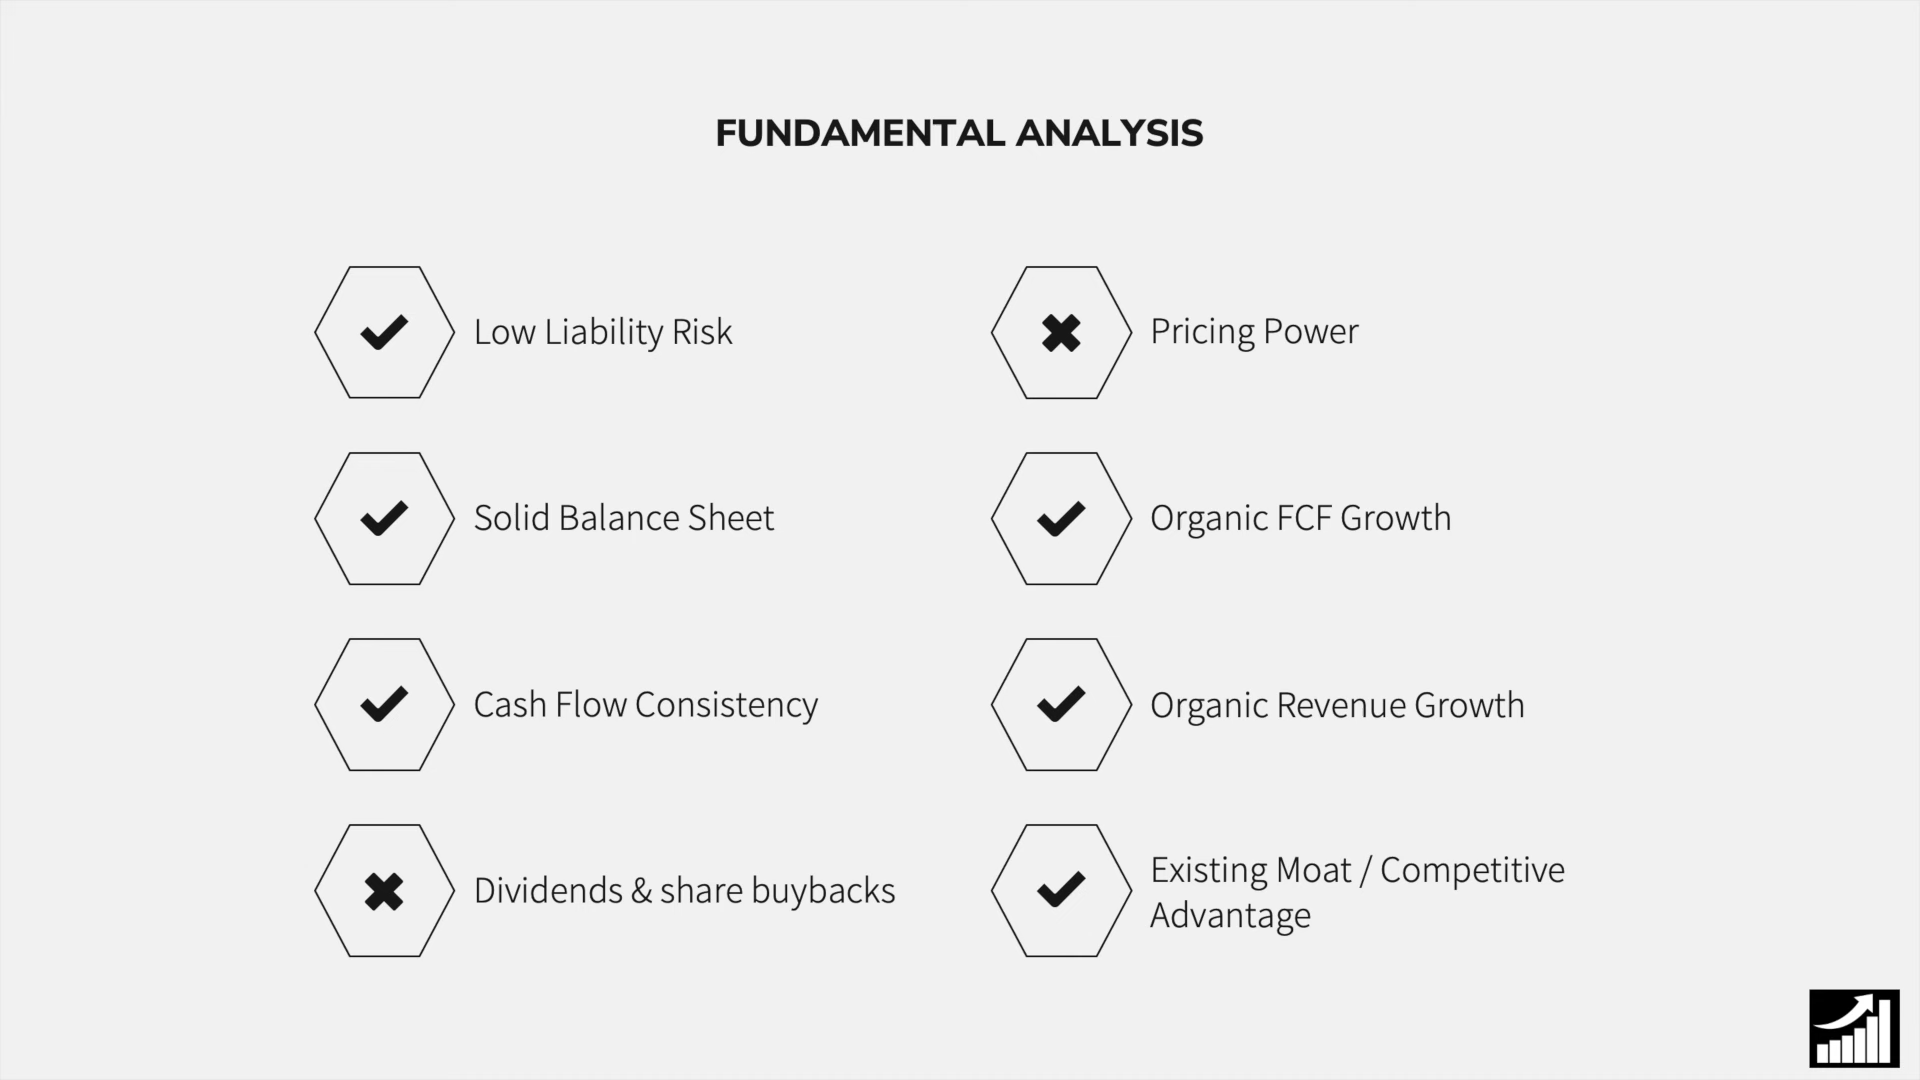 FUNDAMENTAL ANALYSIS
Low Liability Risk
Solid Balance Sheet
Cash Flow Consistency
Dividends & share buybacks
Pricing Power
Organic FCF Growth
Organic Revenue Growth
Existing Moat / Competitive
Advantage